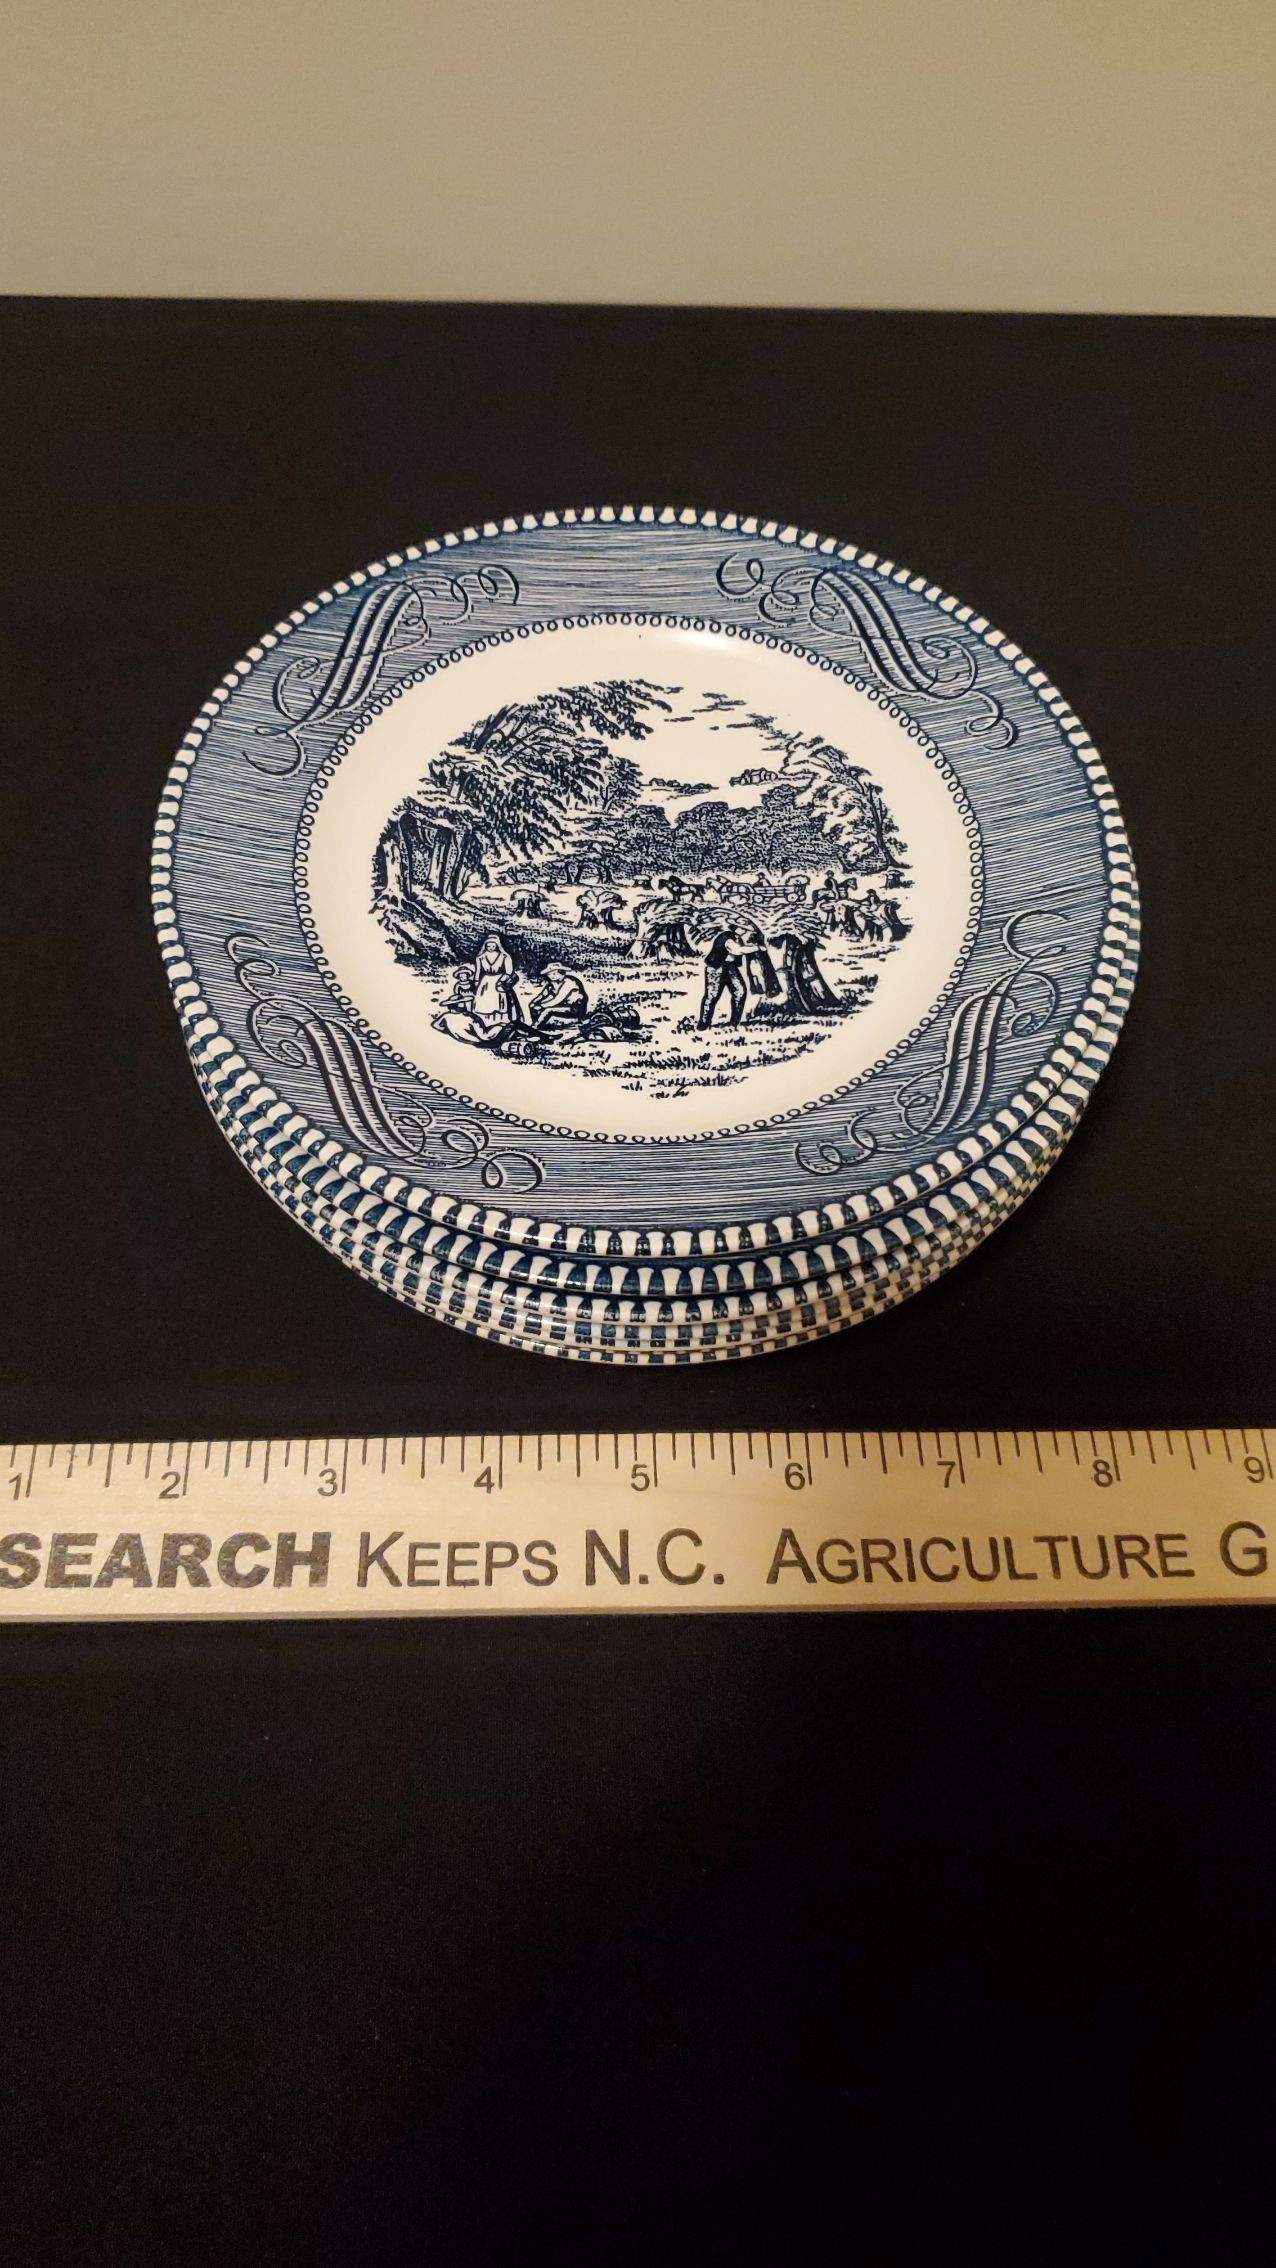 1 2 3 4 5 6 7 8 9
SEARCH KEEPS N.C. AGRICULTURE G